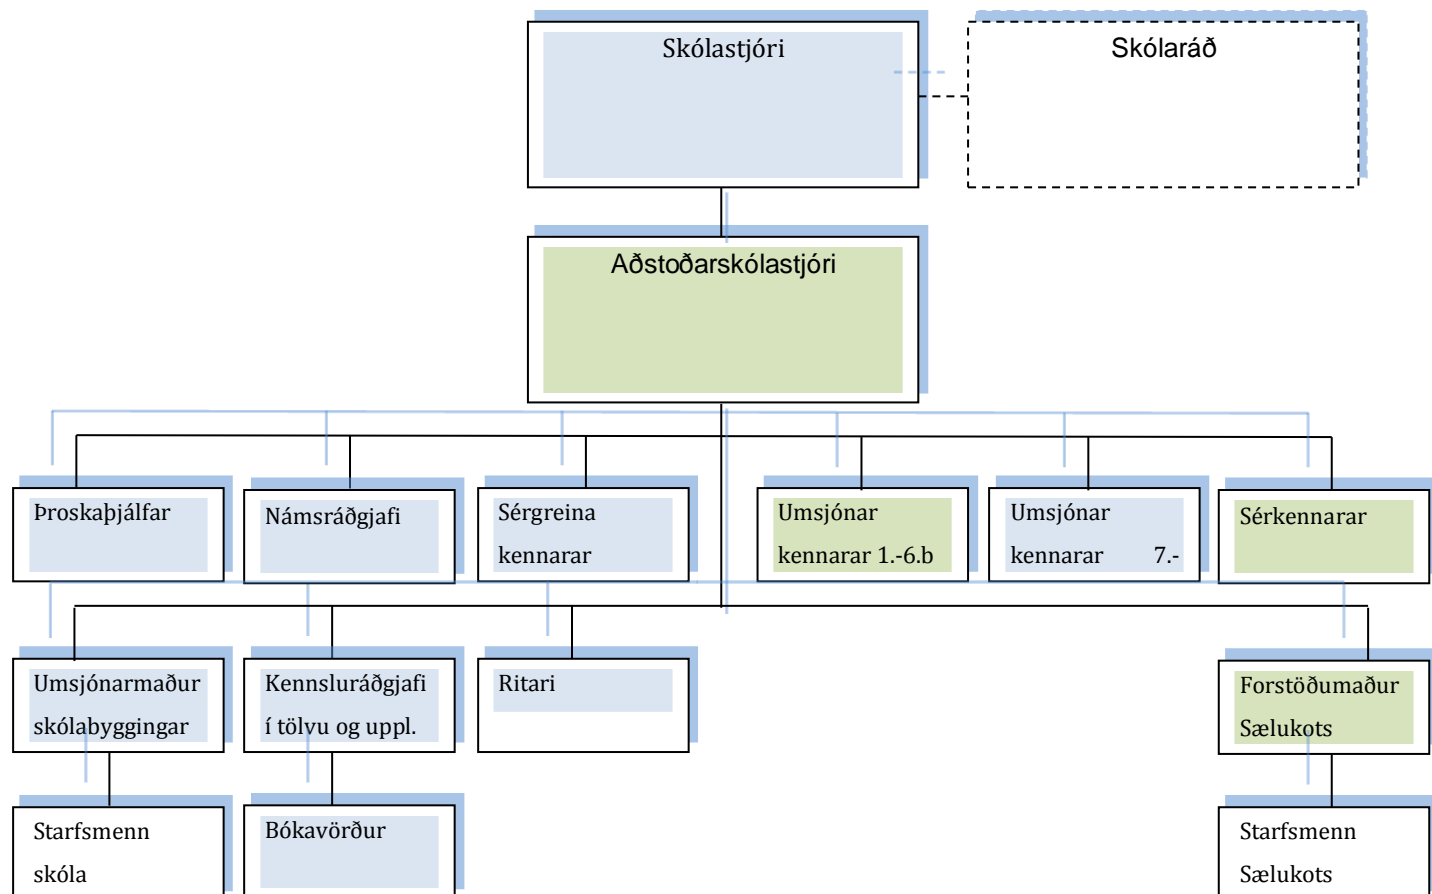 Skólastjóri
Skólaráð
Aðstoðarskólastjóri
Þroskaþjálfar
Námsráðgjafi
Sérgreina
kennarar
Umsjónar
kennarar 1.-6.b
Umsjónar
kennarar 7.-
Sérkennarar
Umsjónarmaður
skólabyggingar
Kennsluráðgjafi
í tölvu og uppl.
Ritari
Forstöðumaður
Sælukots
Starfsmenn
skóla
Bókavörður
Starfsmenn
Sælukots